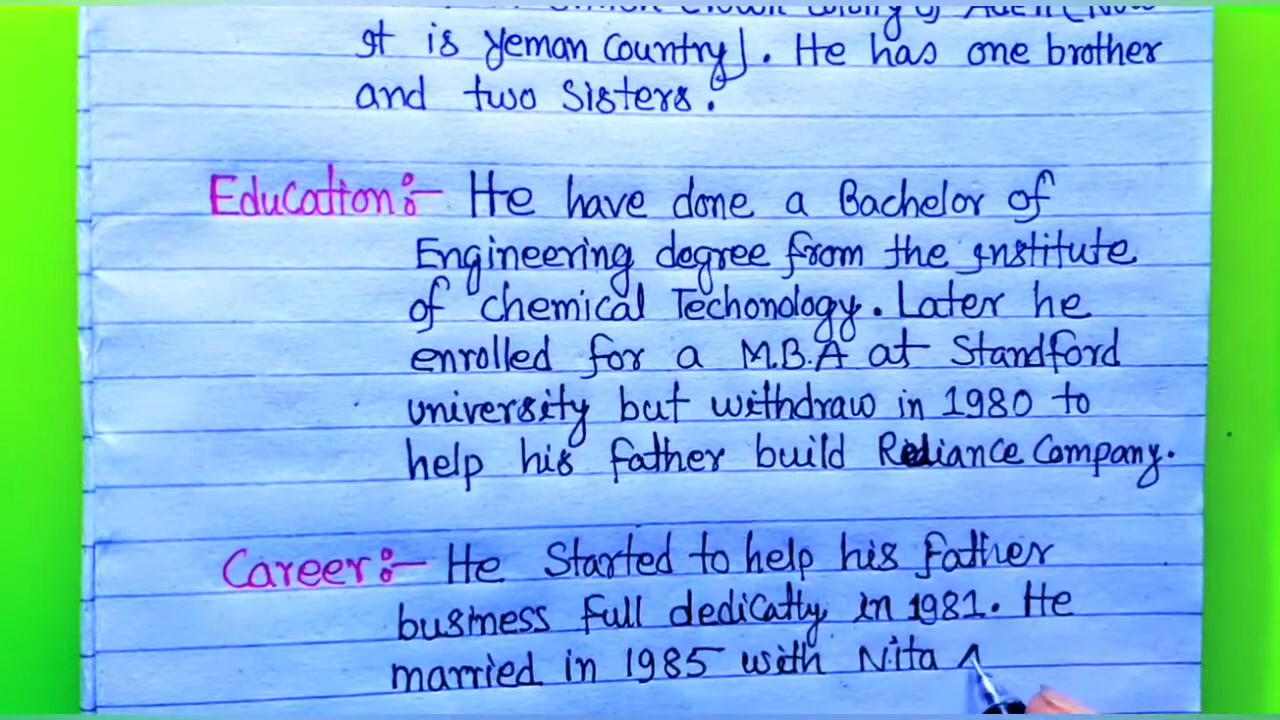 It is Yeman Country]. He has one brother
and two Sisters.
Education:- He have done a Bachelor of
Engineering degree from the Institute
of chemical Techonology. Later he
enrolled for a M.B.A at Standford
university but withdraw in 1980 to
help his father build Reliance Company.
Career:- He Started to help his father
business full dedicatly in 1981. He
married in 1985 with Nita A